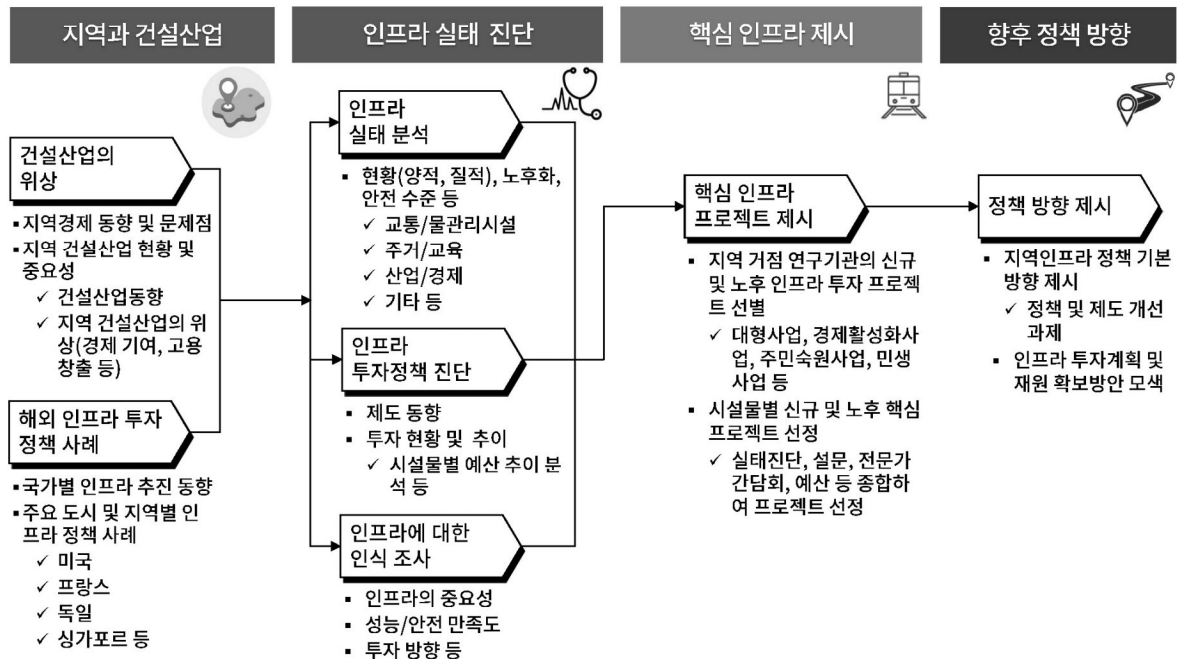 지역과 건설산업
건설산업의
위상
▪지역경제 동향 및 문제점
▪지역 건설산업 현황 및
중요성
✓ 건설산업동향
✓ 지역 건설산업의 위
상(경제 기여, 고용
창출 등)
해외 인프라 투자
정책 사례
▪국가별 인프라 추진 동향
▪주요 도시 및 지역별 인
프라 정책 사례
✓ 미국
✓ 프랑스
✓ 독일
✓ 싱가포르 등
인프라 실태 진단
인프라
실태 분석
▪ 현황(양적, 질적), 노후화,
안전 수준 등
✓ 교통/물관리시설
✓ 주거/교육
✓ 산업/경제
✓ 기타 등
인프라
투자정책 진단
▪ 제도 동향
▪ 투자 현황 및 추이
✓ 시설물별 예산 추이 분
석 등
인프라에 대한
인식 조사
▪ 인프라의 중요성
▪ 성능/안전 만족도
▪ 투자 방향 등
핵심 인프라 제시
핵심 인프라
프로젝트 제시
▪ 지역 거점 연구기관의 신규
및 노후 인프라 투자 프로젝
트 선별
✓ 대형사업, 경제활성화사
업, 주민숙원사업, 민생
사업 등
▪ 시설물별 신규 및 노후 핵심
프로젝트 선정
✓ 실태진단, 설문, 전문가
간담회, 예산 등 종합하
여 프로젝트 선정
향후 정책 방향
정책 방향 제시
▪ 지역인프라 정책 기본
방향 제시
✓ 정책 및 제도 개선
과제
▪ 인프라 투자계획 및
재원 확보방안 모색